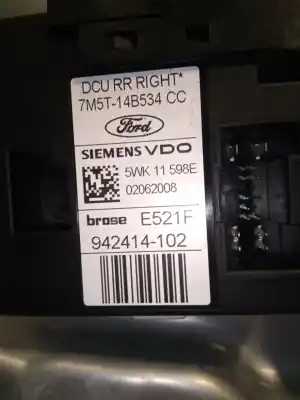 DCU RR RIGHT*
7M5T-14B534 CC
Ford
SIEMENS VDO
5WK 11 598E
02062008
brose E521F
942414-102